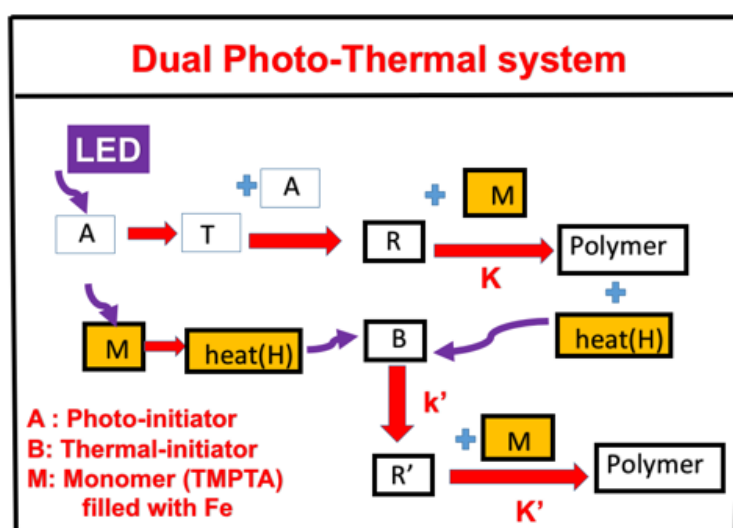 Dual Photo-Thermal system
LED
A
M
A
T
R
Polymer
K
M
heat(H)
B
heat(H)
k’
A : Photo-initiator
B: Thermal-initiator
M: Monomer (TMPTA)
filled with Fe
M
R’
Polymer
K’